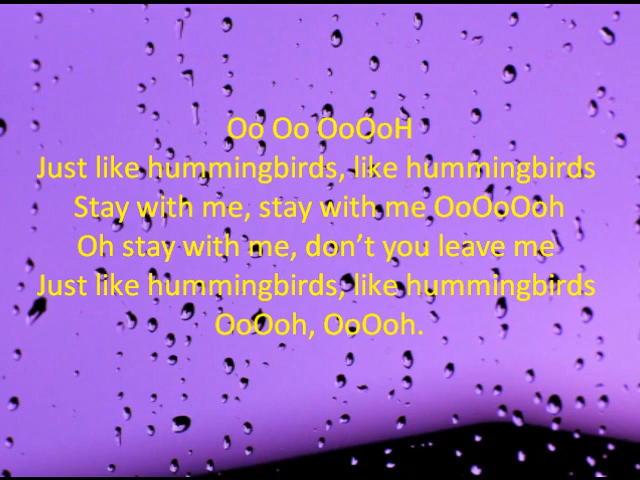 Oo Oo OoOoH
Just like hummingbirds, like hummingbirds
Stay with me, stay with me OoOoOoh
Oh stay with me, don’t you leave me
Just like hummingbirds, like hummingbirds
OoOoh, OoOoh.